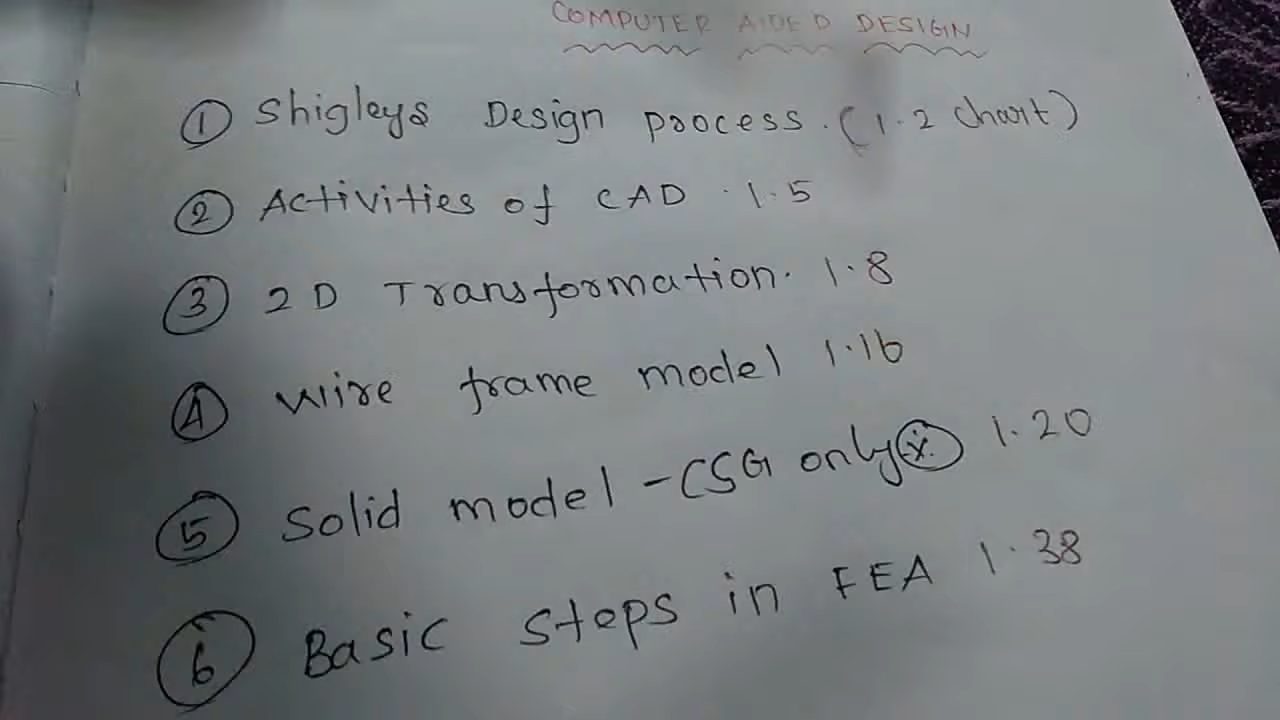 COMPUTER AIDED DESIGN
① Shigleys Design process. (1.2 chart)
② Activities of CAD. 1.5
③ 2D Transformation. 1.8
④ Wire frame model 1.16
⑤ Solid model - CSG only ⓧ 1.20
⑥ Basic steps in FEA 1.38